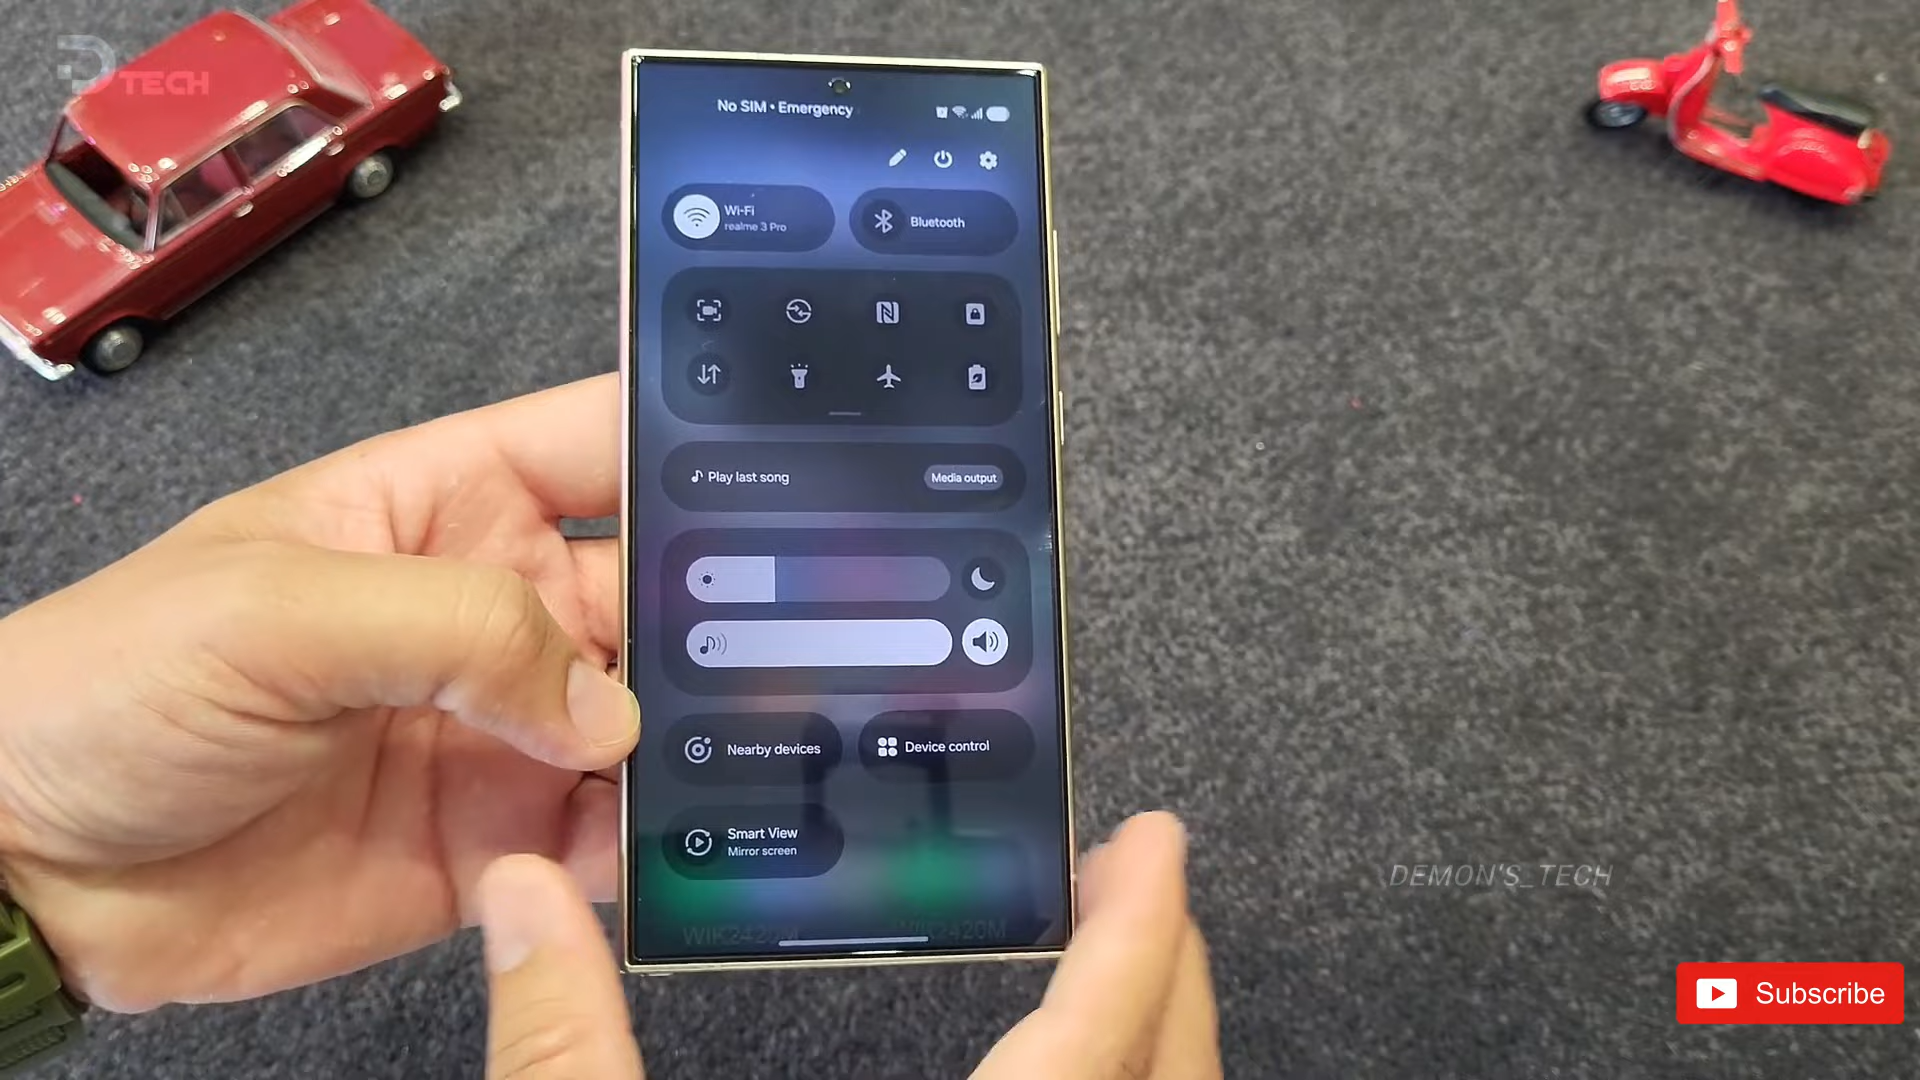 D
TECH
No SIM • Emergency
Wi-Fi
realme 3 Pro
Bluetooth
Play last song
Media output
Nearby devices
Device control
Smart View
Mirror screen
DEMON'S_TECH
Subscribe